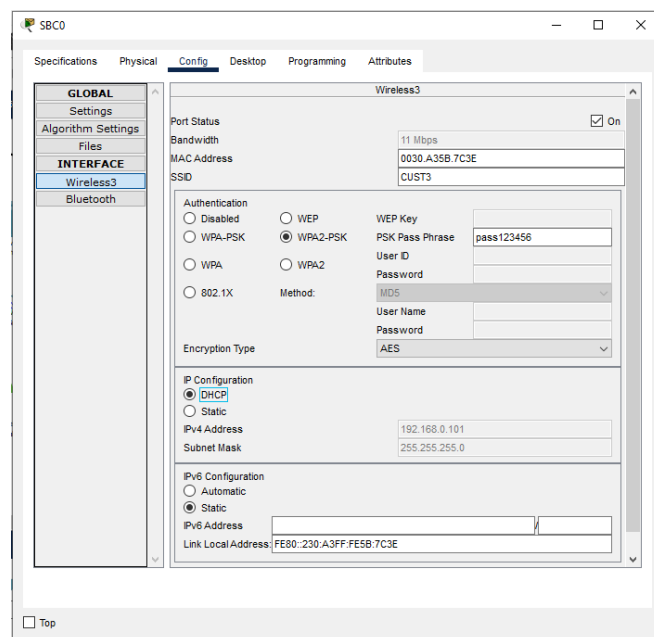 SBC0
Specifications Physical Config Desktop Programming Attributes
GLOBAL
Settings
Algorithm Settings
Files
INTERFACE
Wireless3
Bluetooth
Wireless3
Port Status On
Bandwidth 11 Mbps
MAC Address 0030.A35B.7C3E
SSID CUST3
Authentication
Disabled WEP WEP Key
WPA-PSK WPA2-PSK PSK Pass Phrase pass123456
User ID
WPA WPA2
Password
802.1X Method: MD5
User Name
Password
Encryption Type AES
IP Configuration
DHCP
Static
IPv4 Address 192.168.0.101
Subnet Mask 255.255.255.0
IPv6 Configuration
Automatic
Static
IPv6 Address /
Link Local Address: FE80::230:A3FF:FE5B:7C3E
Top